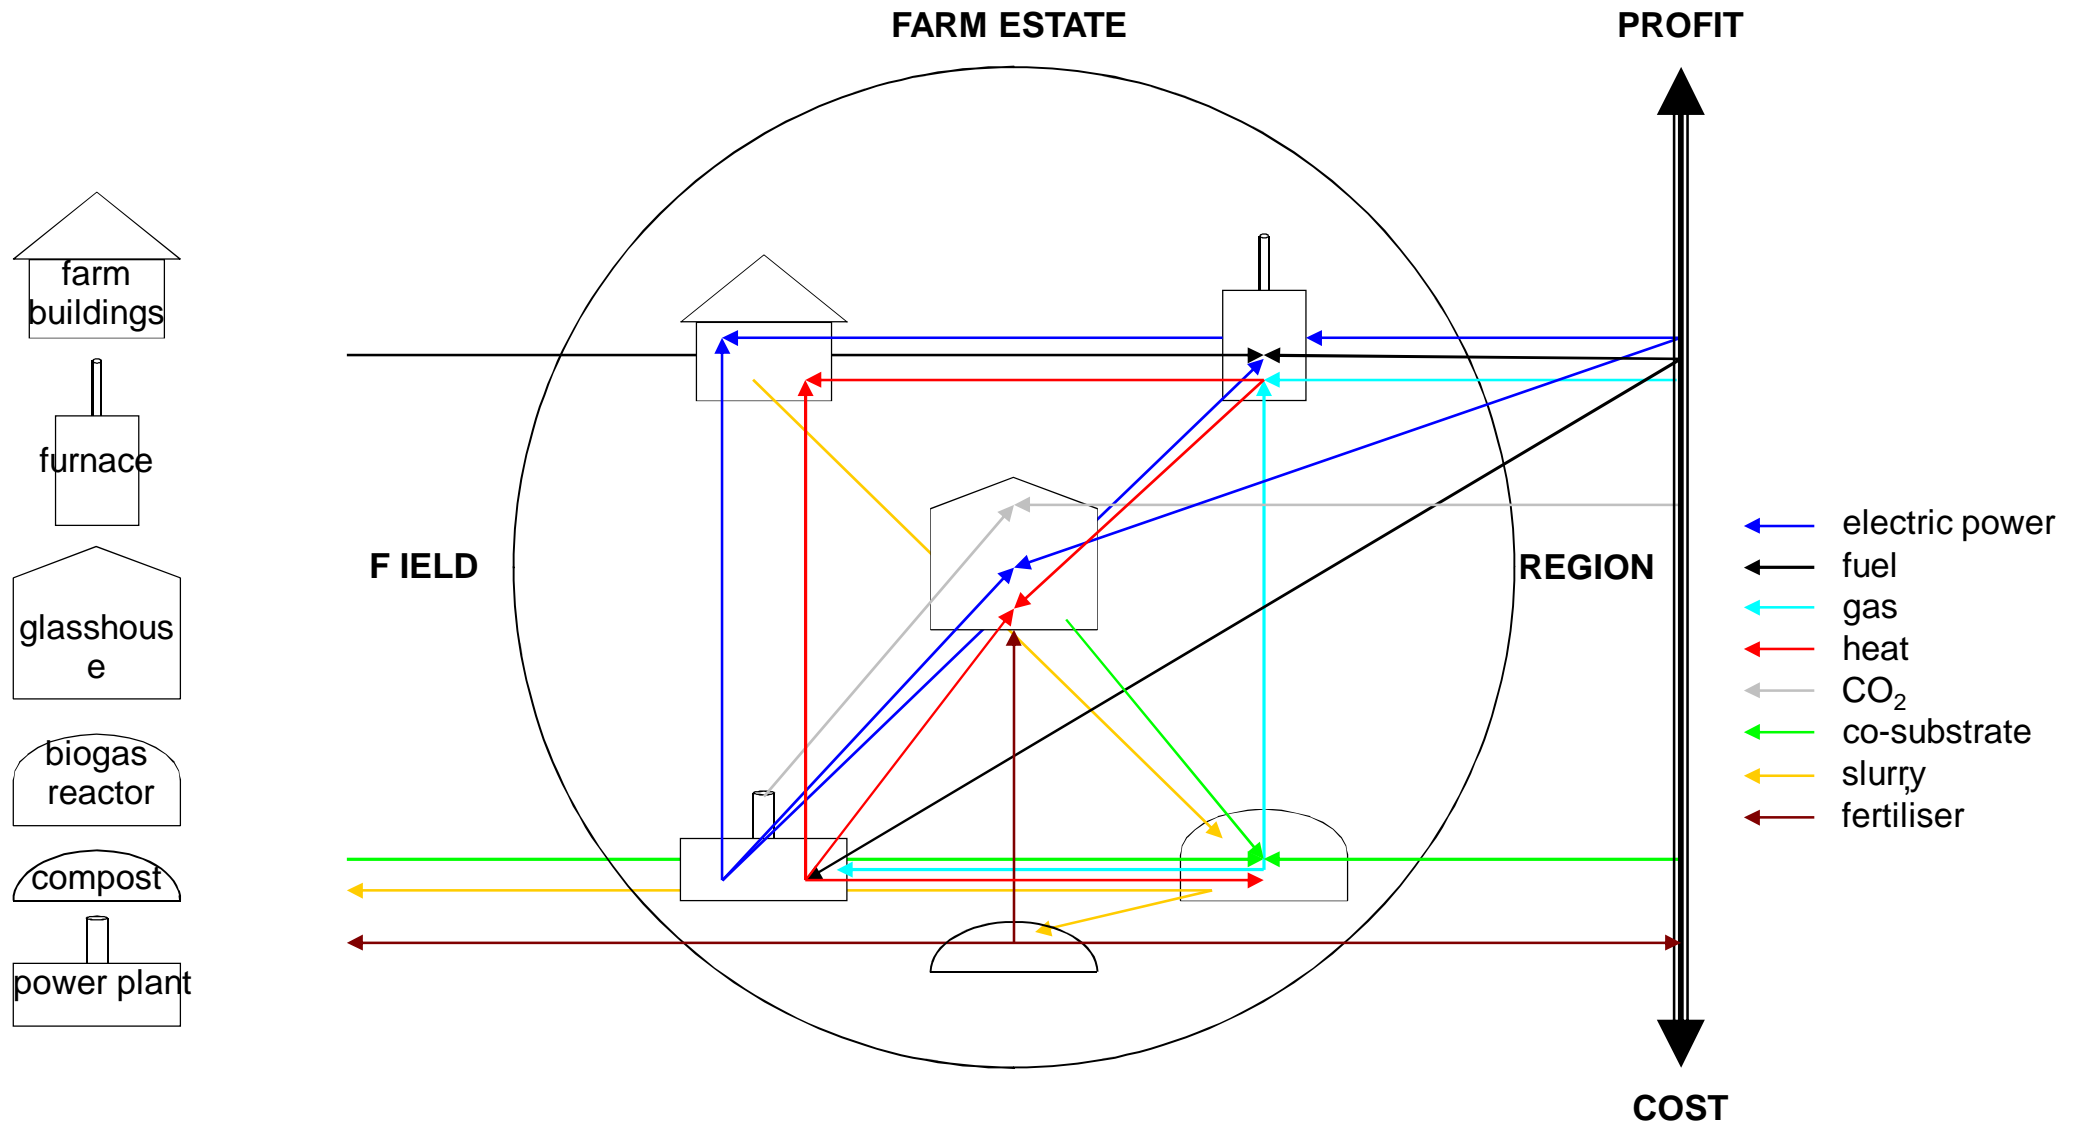 FARM ESTATE
PROFIT
farm
buildings
furnace
glasshous
e
biogas
reactor
compost
power plant
F IELD
REGION
electric power
fuel
gas
heat
CO₂
co-substrate
slurry
,
fertiliser
COST